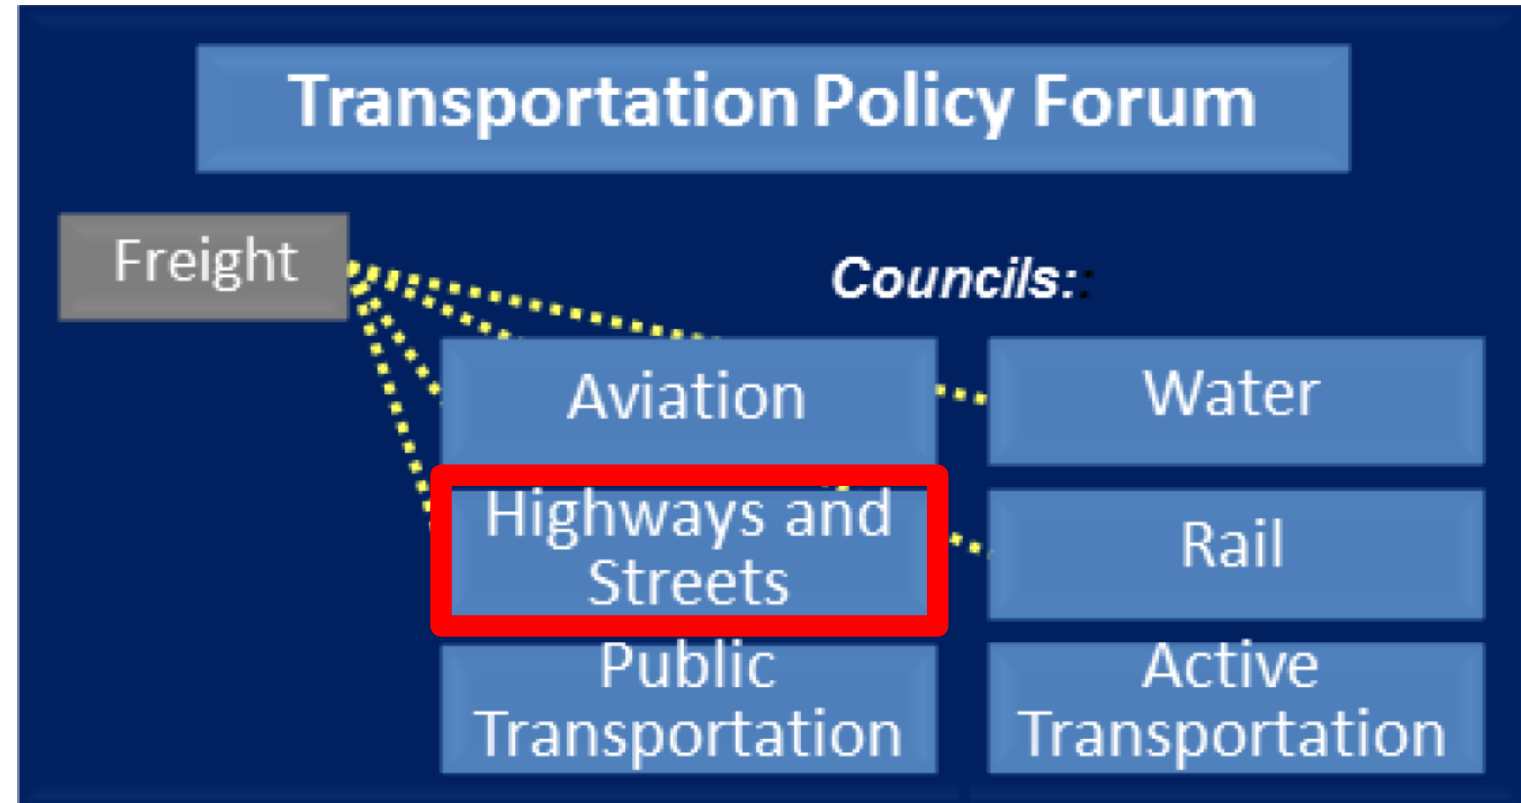 Transportation Policy Forum
Freight
Councils::
Aviation
Water
Highways and
Streets
Rail
Public
Transportation
Active
Transportation